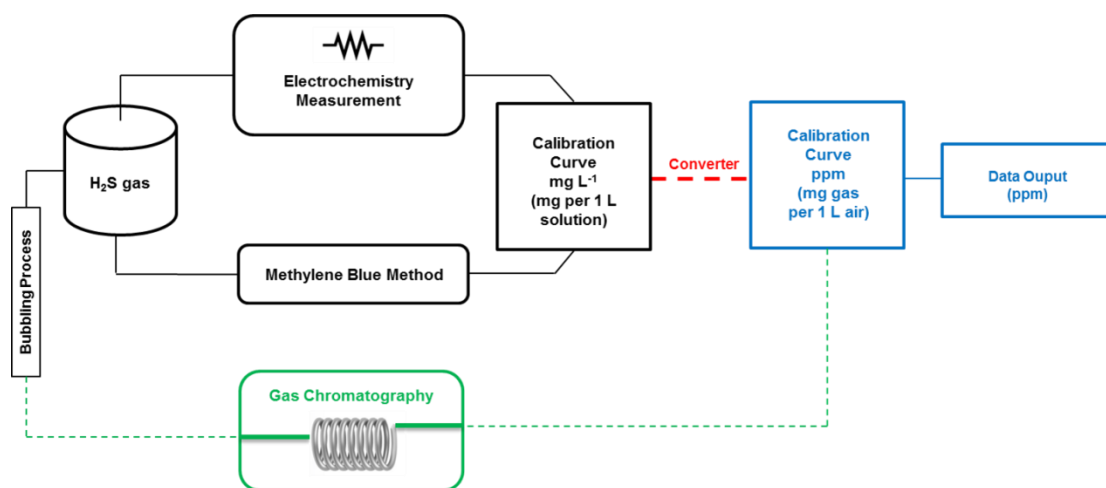 Electrochemistry
Measurement
H₂S gas
Bubbling Process
Methylene Blue Method
Calibration
Curve
mg L⁻¹
(mg per 1 L
solution)
Converter
Calibration
Curve
ppm
(mg gas
per 1 L air)
Data Ouput
(ppm)
Gas Chromatography